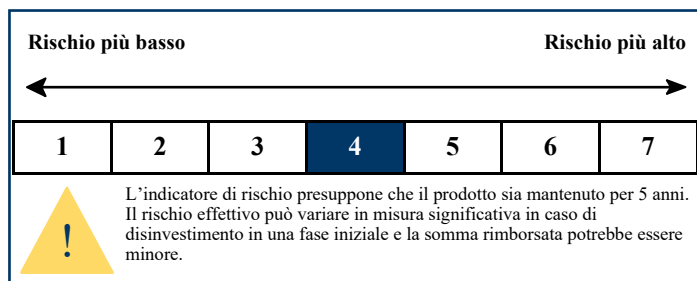 Rischio più basso Rischio più alto
1 2 3 4 5 6 7
L'indicatore di rischio presuppone che il prodotto sia mantenuto per 5 anni.
Il rischio effettivo può variare in misura significativa in caso di
disinvestimento in una fase iniziale e la somma rimborsata potrebbe essere
minore.
!